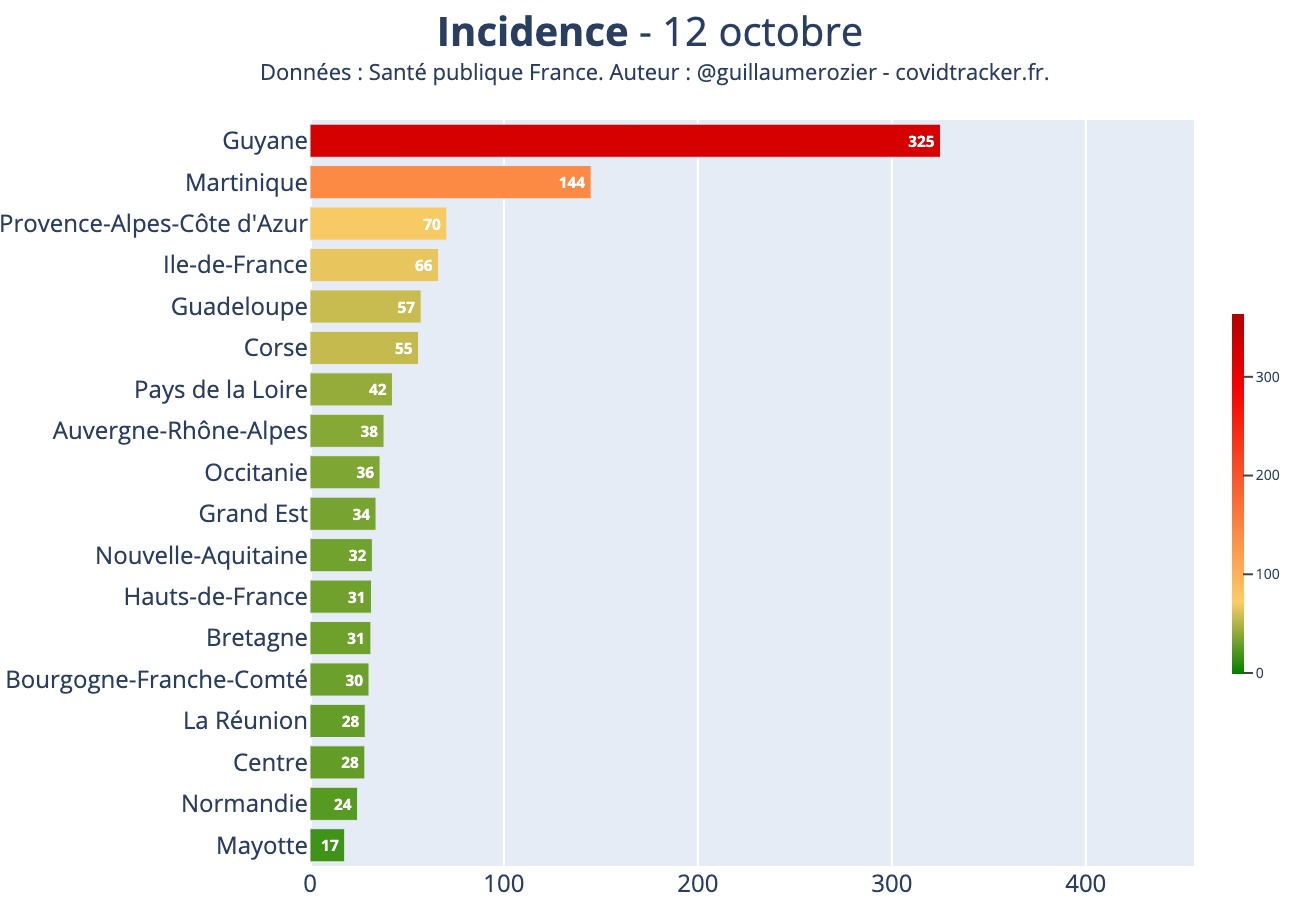 Incidence - 12 octobre
Données : Santé publique France. Auteur : @guillaumerozier - covidtracker.fr.
Guyane 325
Martinique 144
Provence-Alpes-Côte d'Azur 70
Ile-de-France 66
Guadeloupe 57
Corse 55
Pays de la Loire 42
Auvergne-Rhône-Alpes 38
Occitanie 36
Grand Est 34
Nouvelle-Aquitaine 32
Hauts-de-France 31
Bretagne 31
Bourgogne-Franche-Comté 30
La Réunion 28
Centre 28
Normandie 24
Mayotte 17
0 100 200 300 400
300
200
100
0